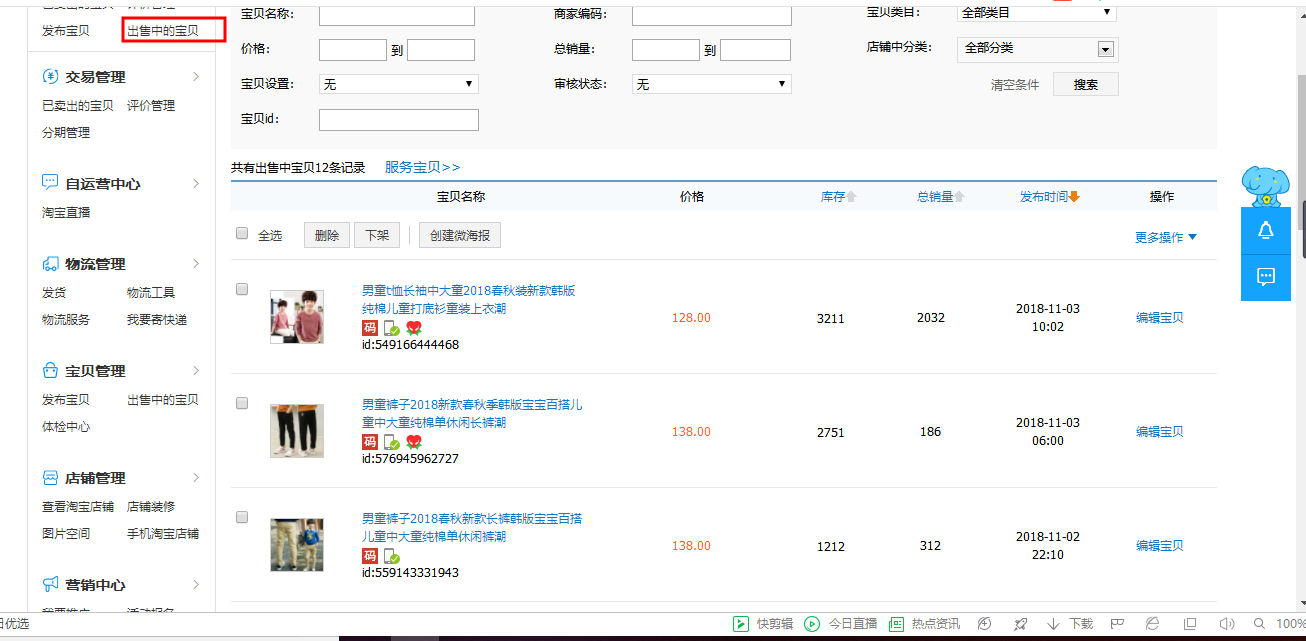 发布宝贝
出售中的宝贝
交易管理
已卖出的宝贝 评价管理
分期管理
自运营中心
淘宝直播
物流管理
发货 物流工具
物流服务 我要寄快递
宝贝管理
发布宝贝 出售中的宝贝
体检中心
店铺管理
查看淘宝店铺 店铺装修
图片空间 手机淘宝店铺
营销中心
宝贝名称: 商家编码: 宝贝类目: 全部类目
价格: 到 总销量: 到 店铺中分类: 全部分类
宝贝设置: 无 审核状态: 无 清空条件 搜索
宝贝id:
共有出售中宝贝12条记录 服务宝贝>>
宝贝名称 价格 库存 总销量 发布时间 操作
全选 删除 下架 创建微海报 更多操作
男童t恤长袖中大童2018春秋装新款韩版
纯棉儿童打底衫童装上衣潮
码
id:549166444468
128.00 3211 2032 2018-11-03
10:02
编辑宝贝
男童裤子2018新款春秋季韩版宝宝百搭儿
童中大童纯棉单休闲长裤潮
码
id:576945962727
138.00 2751 186 2018-11-03
06:00
编辑宝贝
男童裤子2018春秋新款长裤韩版宝宝百搭
儿童中大童纯棉单休闲裤潮
码
id:559143331943
138.00 1212 312 2018-11-02
22:10
编辑宝贝
日优选 快剪辑 今日直播 热点资讯 下载 100%